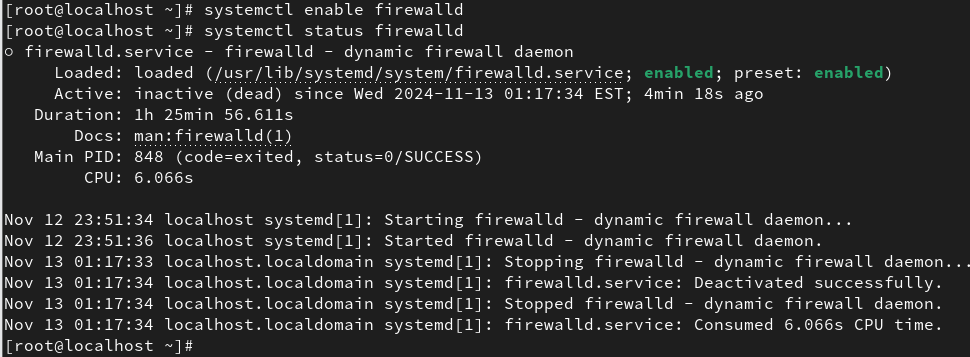 [root@localhost ~]# systemctl enable firewalld
[root@localhost ~]# systemctl status firewalld
○ firewalld.service - firewalld - dynamic firewall daemon
     Loaded: loaded (/usr/lib/systemd/system/firewalld.service; enabled; preset: enabled)
     Active: inactive (dead) since Wed 2024-11-13 01:17:34 EST; 4min 18s ago
   Duration: 1h 25min 56.611s
       Docs: man:firewalld(1)
   Main PID: 848 (code=exited, status=0/SUCCESS)
        CPU: 6.066s

Nov 12 23:51:34 localhost systemd[1]: Starting firewalld - dynamic firewall daemon...
Nov 12 23:51:36 localhost systemd[1]: Started firewalld - dynamic firewall daemon.
Nov 13 01:17:33 localhost.localdomain systemd[1]: Stopping firewalld - dynamic firewall daemon...
Nov 13 01:17:34 localhost.localdomain systemd[1]: firewalld.service: Deactivated successfully.
Nov 13 01:17:34 localhost.localdomain systemd[1]: Stopped firewalld - dynamic firewall daemon.
Nov 13 01:17:34 localhost.localdomain systemd[1]: firewalld.service: Consumed 6.066s CPU time.
[root@localhost ~]#